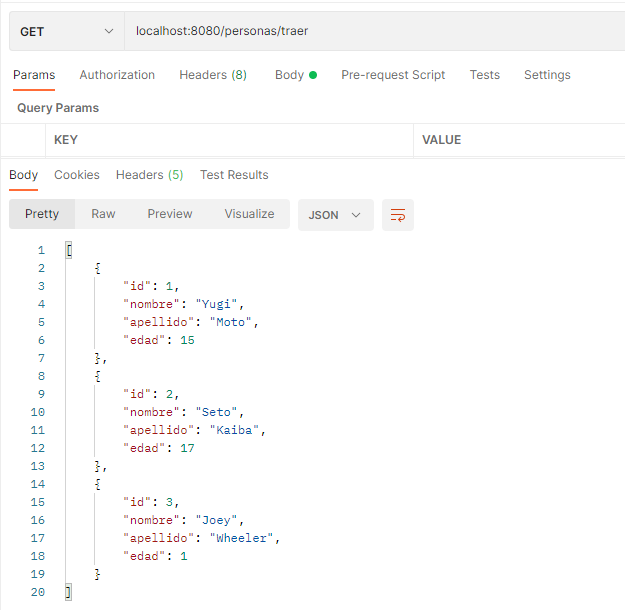 GET localhost:8080/personas/traer
Params Authorization Headers (8) Body Pre-request Script Tests Settings
Query Params
KEY VALUE
Body Cookies Headers (5) Test Results
Pretty Raw Preview Visualize JSON
1 [
2 {
3 "id": 1,
4 "nombre": "Yugi",
5 "apellido": "Moto",
6 "edad": 15
7 },
8 {
9 "id": 2,
10 "nombre": "Seto",
11 "apellido": "Kaiba",
12 "edad": 17
13 },
14 {
15 "id": 3,
16 "nombre": "Joey",
17 "apellido": "Wheeler",
18 "edad": 1
19 }
20 ]